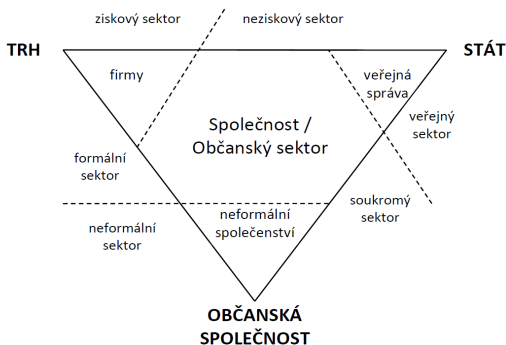 ziskový sektor
neziskový sektor
TRH
STÁT
firmy
veřejná
správa
veřejný
sektor
Společnost /
Občanský sektor
formální
sektor
soukromý
sektor
neformální
společenství
neformální
sektor
OBČANSKÁ
SPOLEČNOST